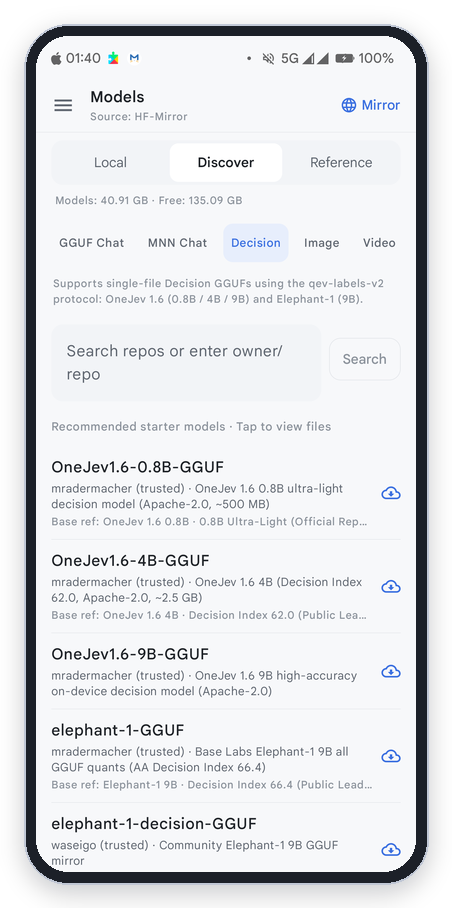 01:40
5G
100%
Models
Source: HF-Mirror
Mirror
Local
Discover
Reference
Models: 40.91 GB · Free: 135.09 GB
GGUF Chat
MNN Chat
Decision
Image
Video
Supports single-file Decision GGUFs using the qev-labels-v2
protocol: OneJev 1.6 (0.8B / 4B / 9B) and Elephant-1 (9B).
Search repos or enter owner/
repo
Search
Recommended starter models · Tap to view files
OneJev1.6-0.8B-GGUF
mradermacher (trusted) · OneJev 1.6 0.8B ultra-light
decision model (Apache-2.0, ~500 MB)
Base ref: OneJev 1.6 0.8B · 0.8B Ultra-Light (Official Rep...
OneJev1.6-4B-GGUF
mradermacher (trusted) · OneJev 1.6 4B (Decision Index
62.0, Apache-2.0, ~2.5 GB)
Base ref: OneJev 1.6 4B · Decision Index 62.0 (Public Lea...
OneJev1.6-9B-GGUF
mradermacher (trusted) · OneJev 1.6 9B high-accuracy
on-device decision model (Apache-2.0)
elephant-1-GGUF
mradermacher (trusted) · Base Labs Elephant-1 9B all
GGUF quants (AA Decision Index 66.4)
Base ref: Elephant-1 9B · Decision Index 66.4 (Public Lead...
elephant-1-decision-GGUF
waseigo (trusted) · Community Elephant-1 9B GGUF
mirror